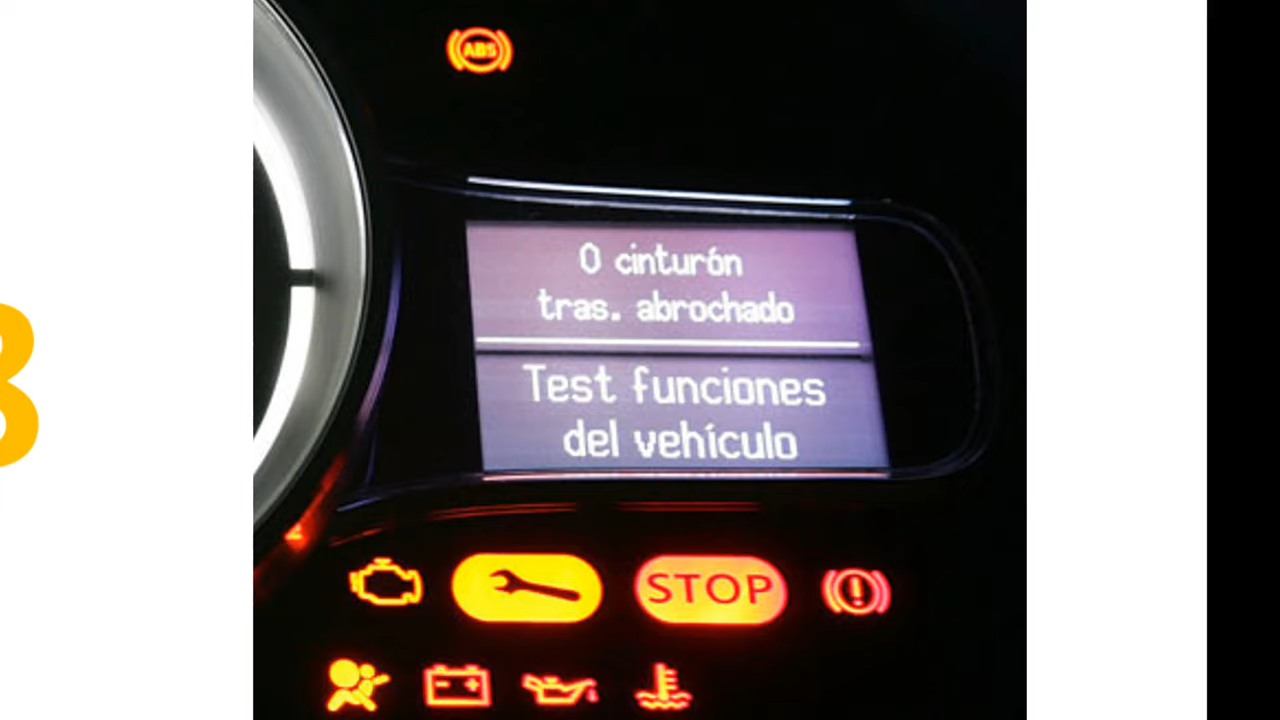 ABS
0 cinturón
tras. abrochado
Test funciones
del vehículo
STOP